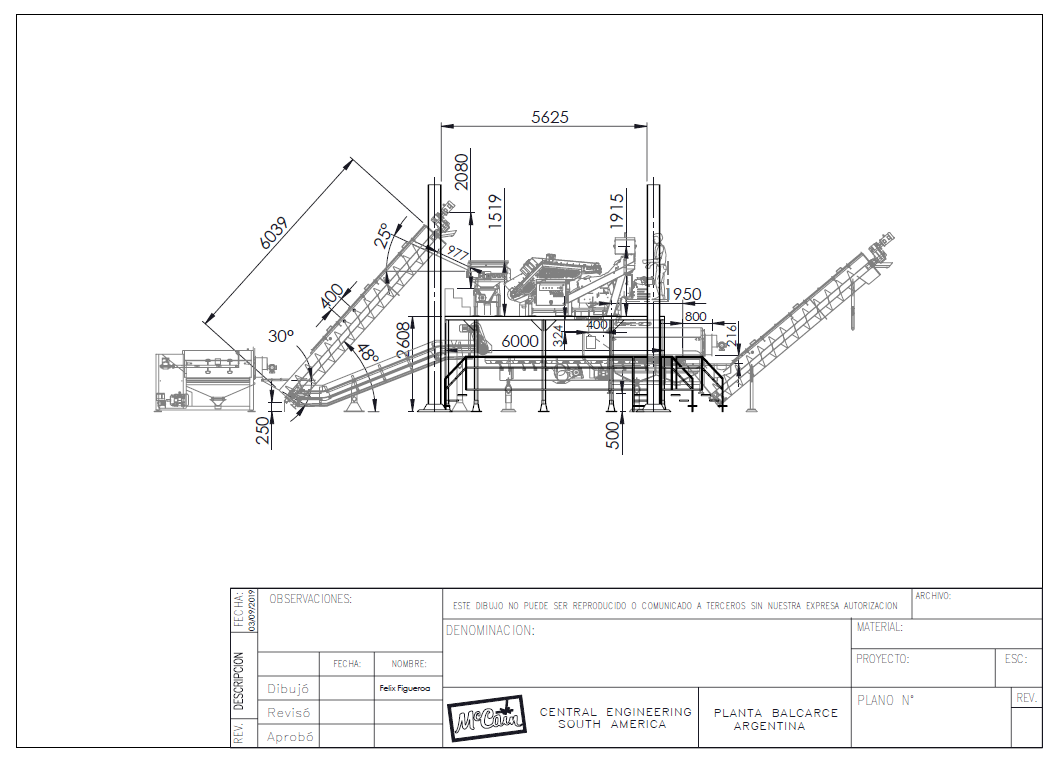 5625
2080
1519
1915
6039
25°
977
400
950
800
30°
48°
2608
6000
324
400
216
250
500
FECHA:
03/09/2019
OBSERVACIONES:
ESTE DIBUJO NO PUEDE SER REPRODUCIDO O COMUNICADO A TERCEROS SIN NUESTRA EXPRESA AUTORIZACION
ARCHIVO:
DENOMINACION:
MATERIAL:
DESCRIPCION
FECHA:
NOMBRE:
PROYECTO:
ESC:
Dibujó
Felix Figueroa
PLANO N°
REV.
Revisó
McCain
CENTRAL ENGINEERING
SOUTH AMERICA
PLANTA BALCARCE
ARGENTINA
REV.
Aprobó